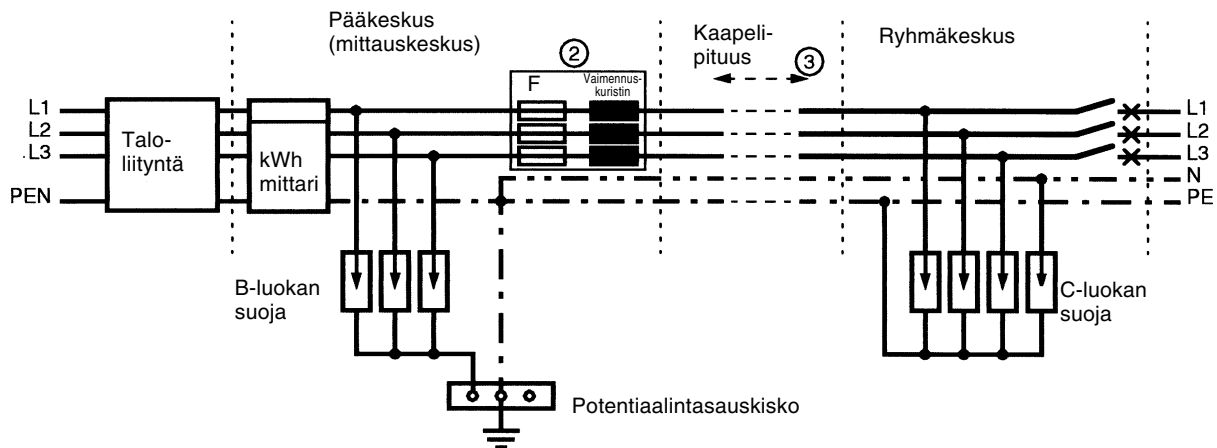 Pääkeskus
(mittauskeskus)
Kaapeli-
pituus
Ryhmäkeskus
2
3
F
Vaimennus-
kuristin
L1
L2
L3
PEN
Talo-
liityntä
kWh
mittari
L1
L2
L3
N
PE
B-luokan
suoja
C-luokan
suoja
Potentiaalintasauskisko